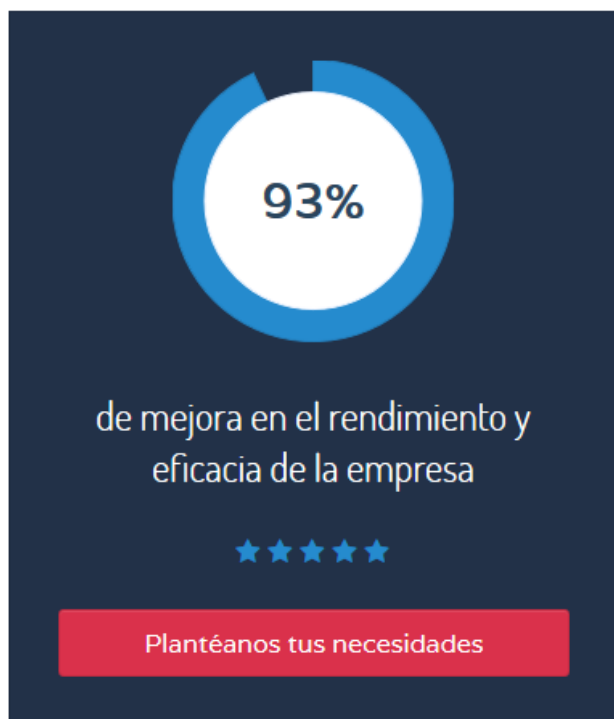 93%
de mejora en el rendimiento y
eficacia de la empresa
Plantéanos tus necesidades